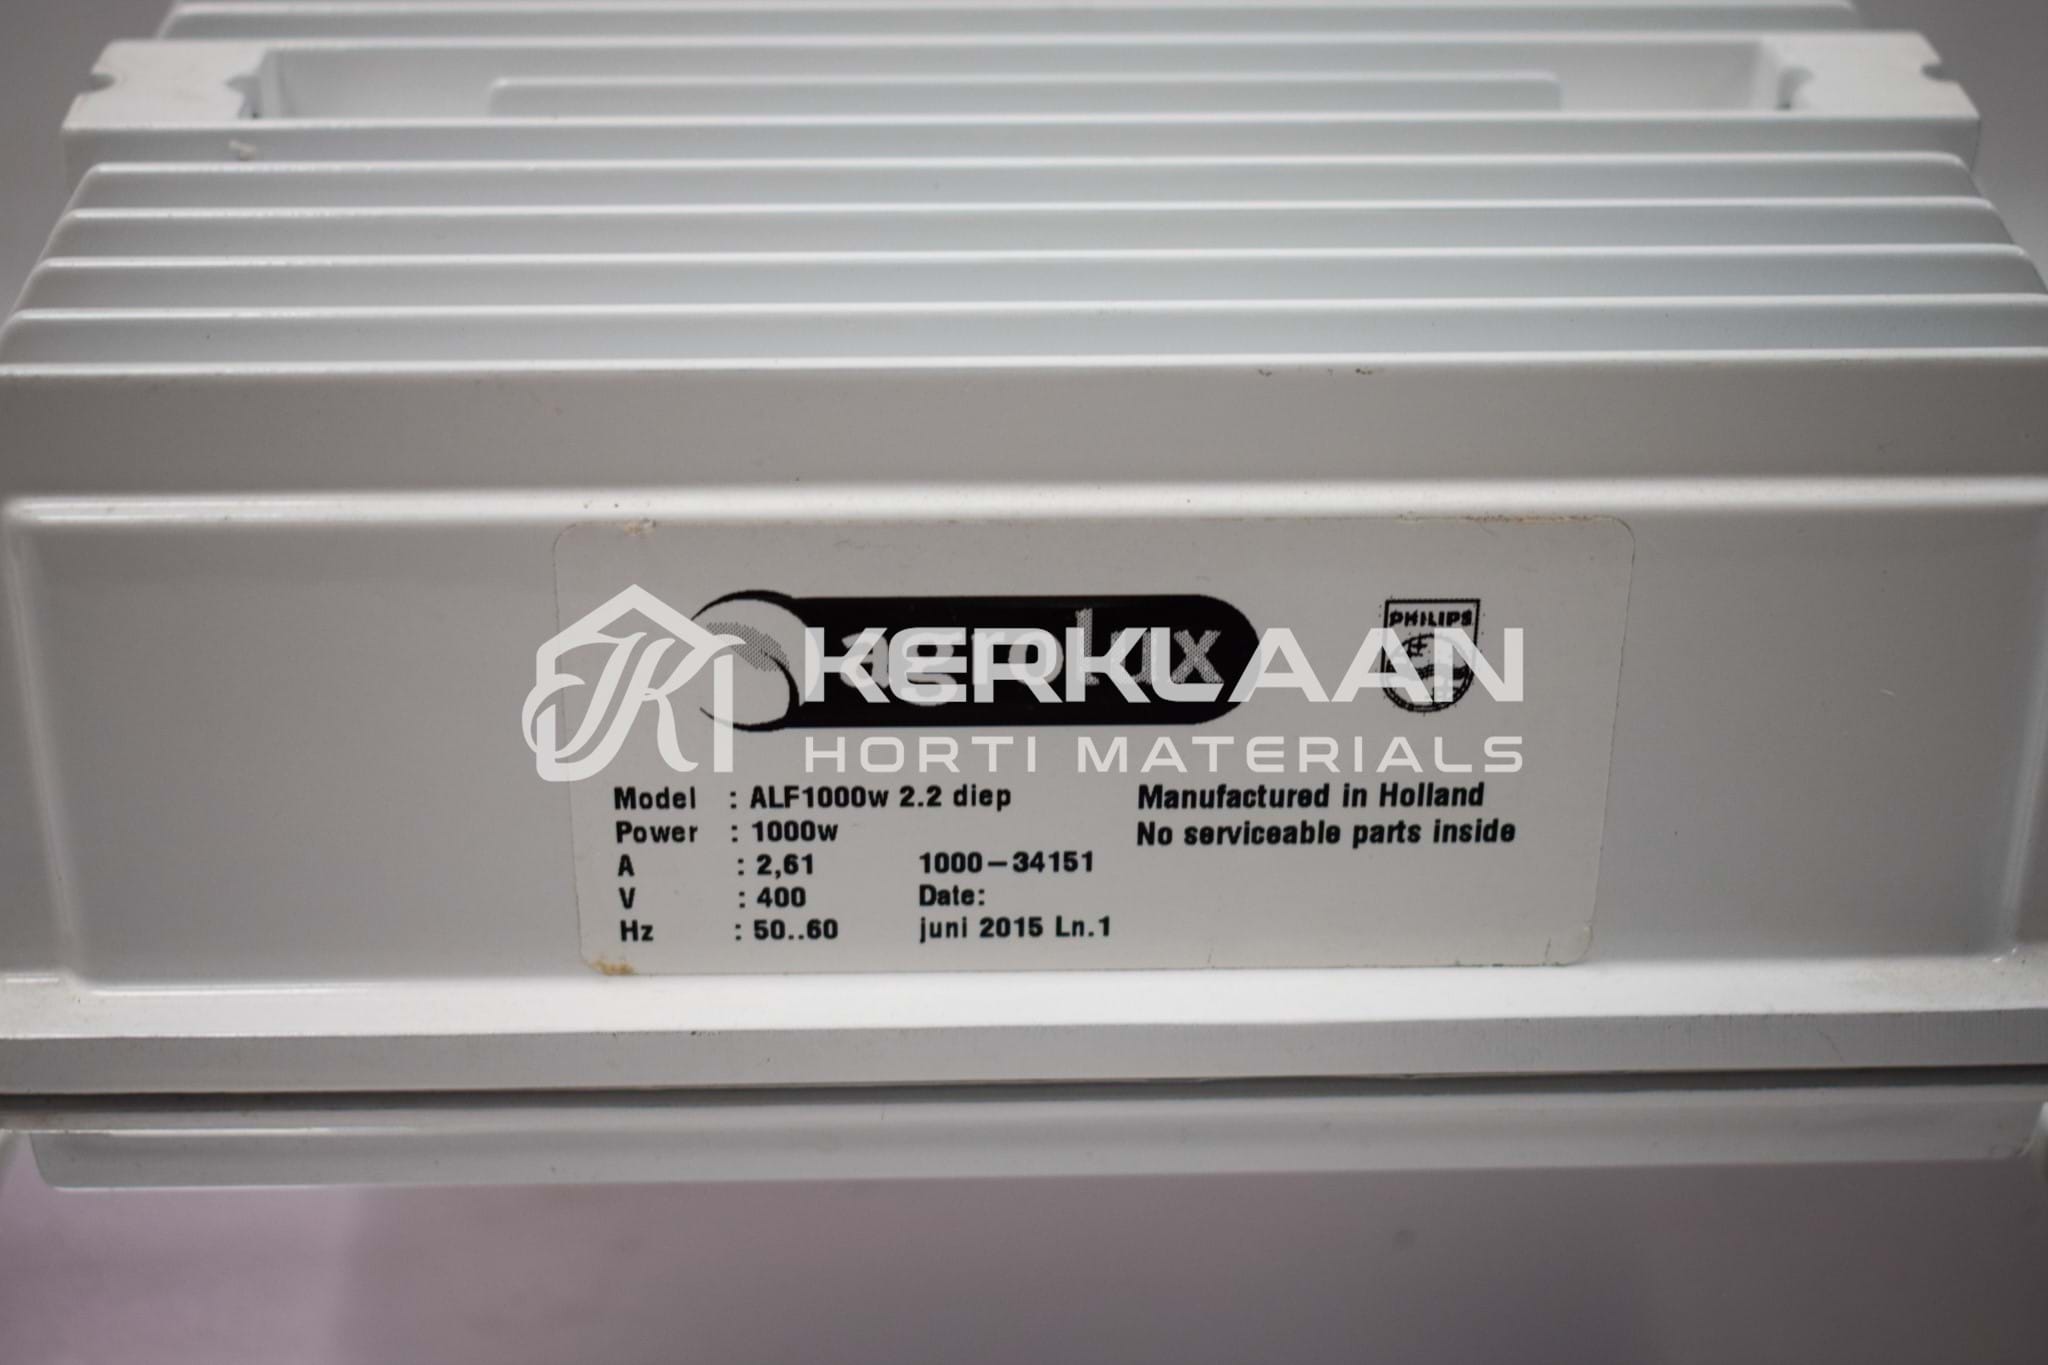 agrolux
PHILIPS
KERKLAAN
HORTI MATERIALS
Model : ALF1000w 2.2 diep
Manufactured in Holland
Power : 1000w
No serviceable parts inside
A : 2,61
1000-34151
V : 400
Date:
Hz : 50..60
juni 2015 Ln.1